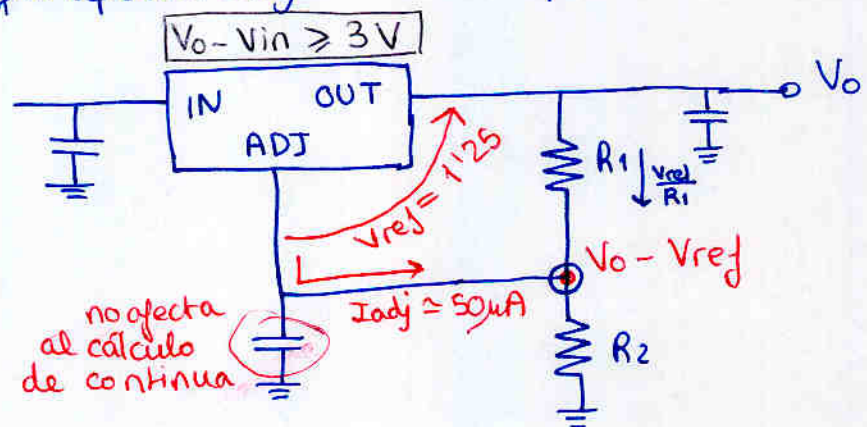 Vo - Vin ≥ 3 V
IN OUT
ADJ
Vo
Vref = 1'25
R1
Vref
R1
Vo - Vref
Iadj ≃ 50µA
no afecta
al cálculo
de continua
R2